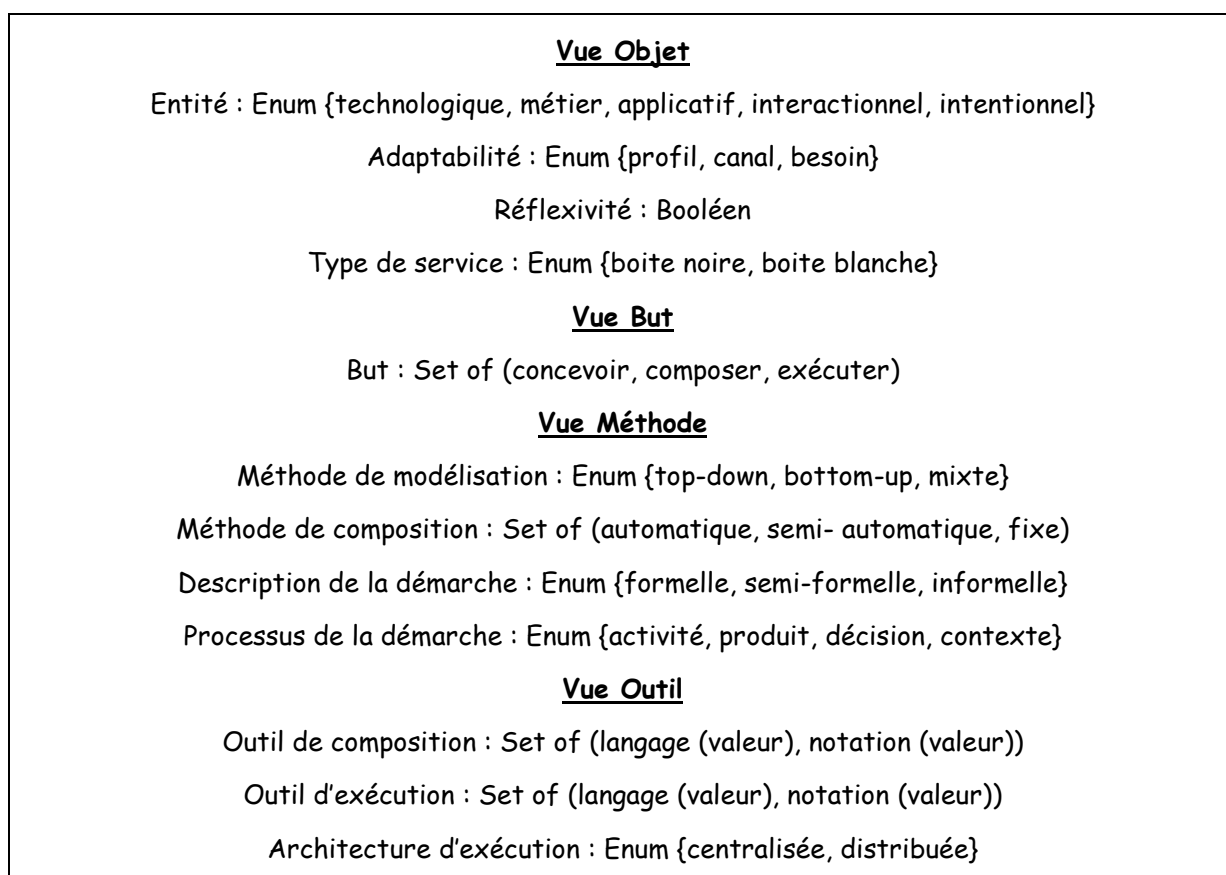 Vue Objet
Entité : Enum {technologique, métier, applicatif, interactionnel, intentionnel}
Adaptabilité : Enum {profil, canal, besoin}
Réflexivité : Booléen
Type de service : Enum {boite noire, boite blanche}
Vue But
But : Set of (concevoir, composer, exécuter)
Vue Méthode
Méthode de modélisation : Enum {top-down, bottom-up, mixte}
Méthode de composition : Set of (automatique, semi- automatique, fixe)
Description de la démarche : Enum {formelle, semi-formelle, informelle}
Processus de la démarche : Enum {activité, produit, décision, contexte}
Vue Outil
Outil de composition : Set of (langage (valeur), notation (valeur))
Outil d’exécution : Set of (langage (valeur), notation (valeur))
Architecture d’exécution : Enum {centralisée, distribuée}